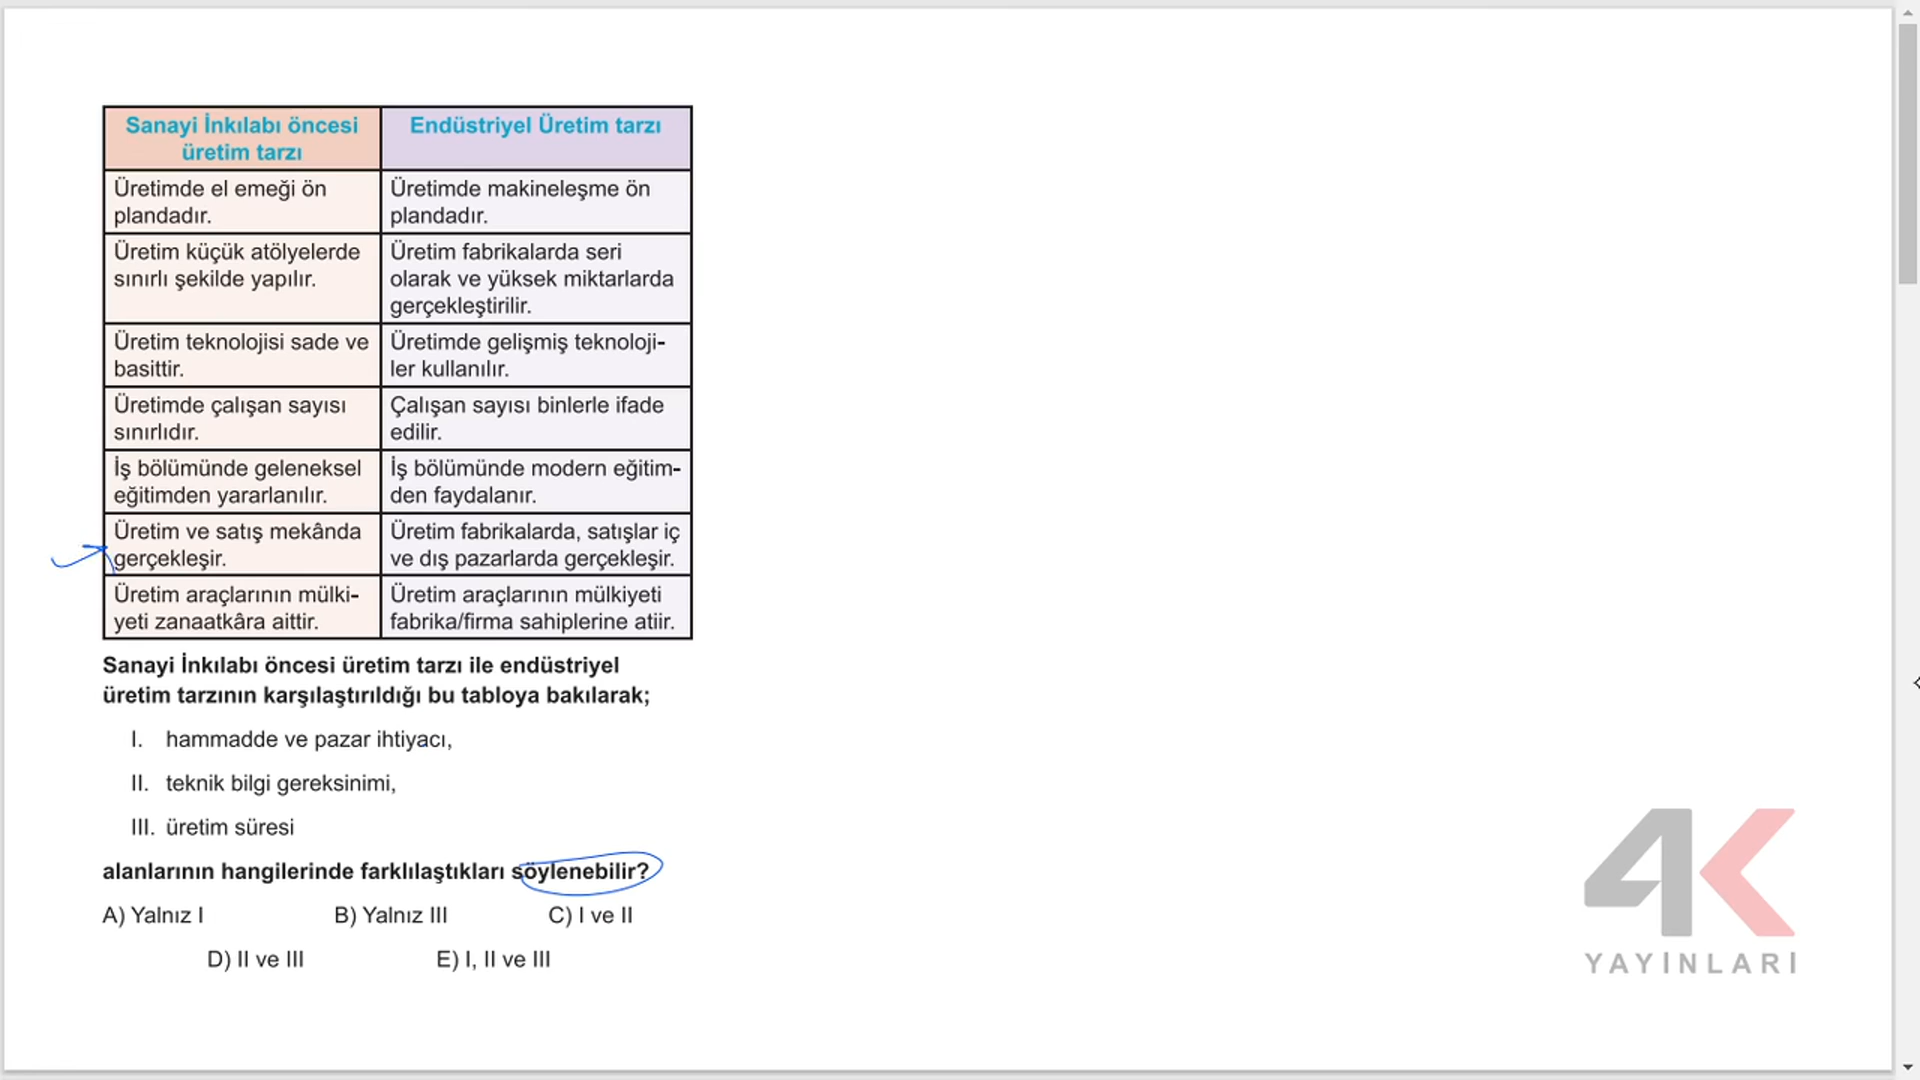 Sanayi İnkılabı öncesi
üretim tarzı
Endüstriyel Üretim tarzı
Üretimde el emeği ön
plandadır.
Üretimde makineleşme ön
plandadır.
Üretim küçük atölyelerde
sınırlı şekilde yapılır.
Üretim fabrikalarda seri
olarak ve yüksek miktarlarda
gerçekleştirilir.
Üretim teknolojisi sade ve
basittir.
Üretimde gelişmiş teknoloji-
ler kullanılır.
Üretimde çalışan sayısı
sınırlıdır.
Çalışan sayısı binlerle ifade
edilir.
İş bölümünde geleneksel
eğitimden yararlanılır.
İş bölümünde modern eğitim-
den faydalanır.
Üretim ve satış mekânda
gerçekleşir.
Üretim fabrikalarda, satışlar iç
ve dış pazarlarda gerçekleşir.
Üretim araçlarının mülki-
yeti zanaatkâra aittir.
Üretim araçlarının mülkiyeti
fabrika/firma sahiplerine atiir.
Sanayi İnkılabı öncesi üretim tarzı ile endüstriyel
üretim tarzının karşılaştırıldığı bu tabloya bakılarak;
I. hammadde ve pazar ihtiyacı,
II. teknik bilgi gereksinimi,
III. üretim süresi
alanlarının hangilerinde farklılaştıkları söylenebilir?
A) Yalnız I B) Yalnız III C) I ve II
D) II ve III E) I, II ve III
4K
YAYINLARI